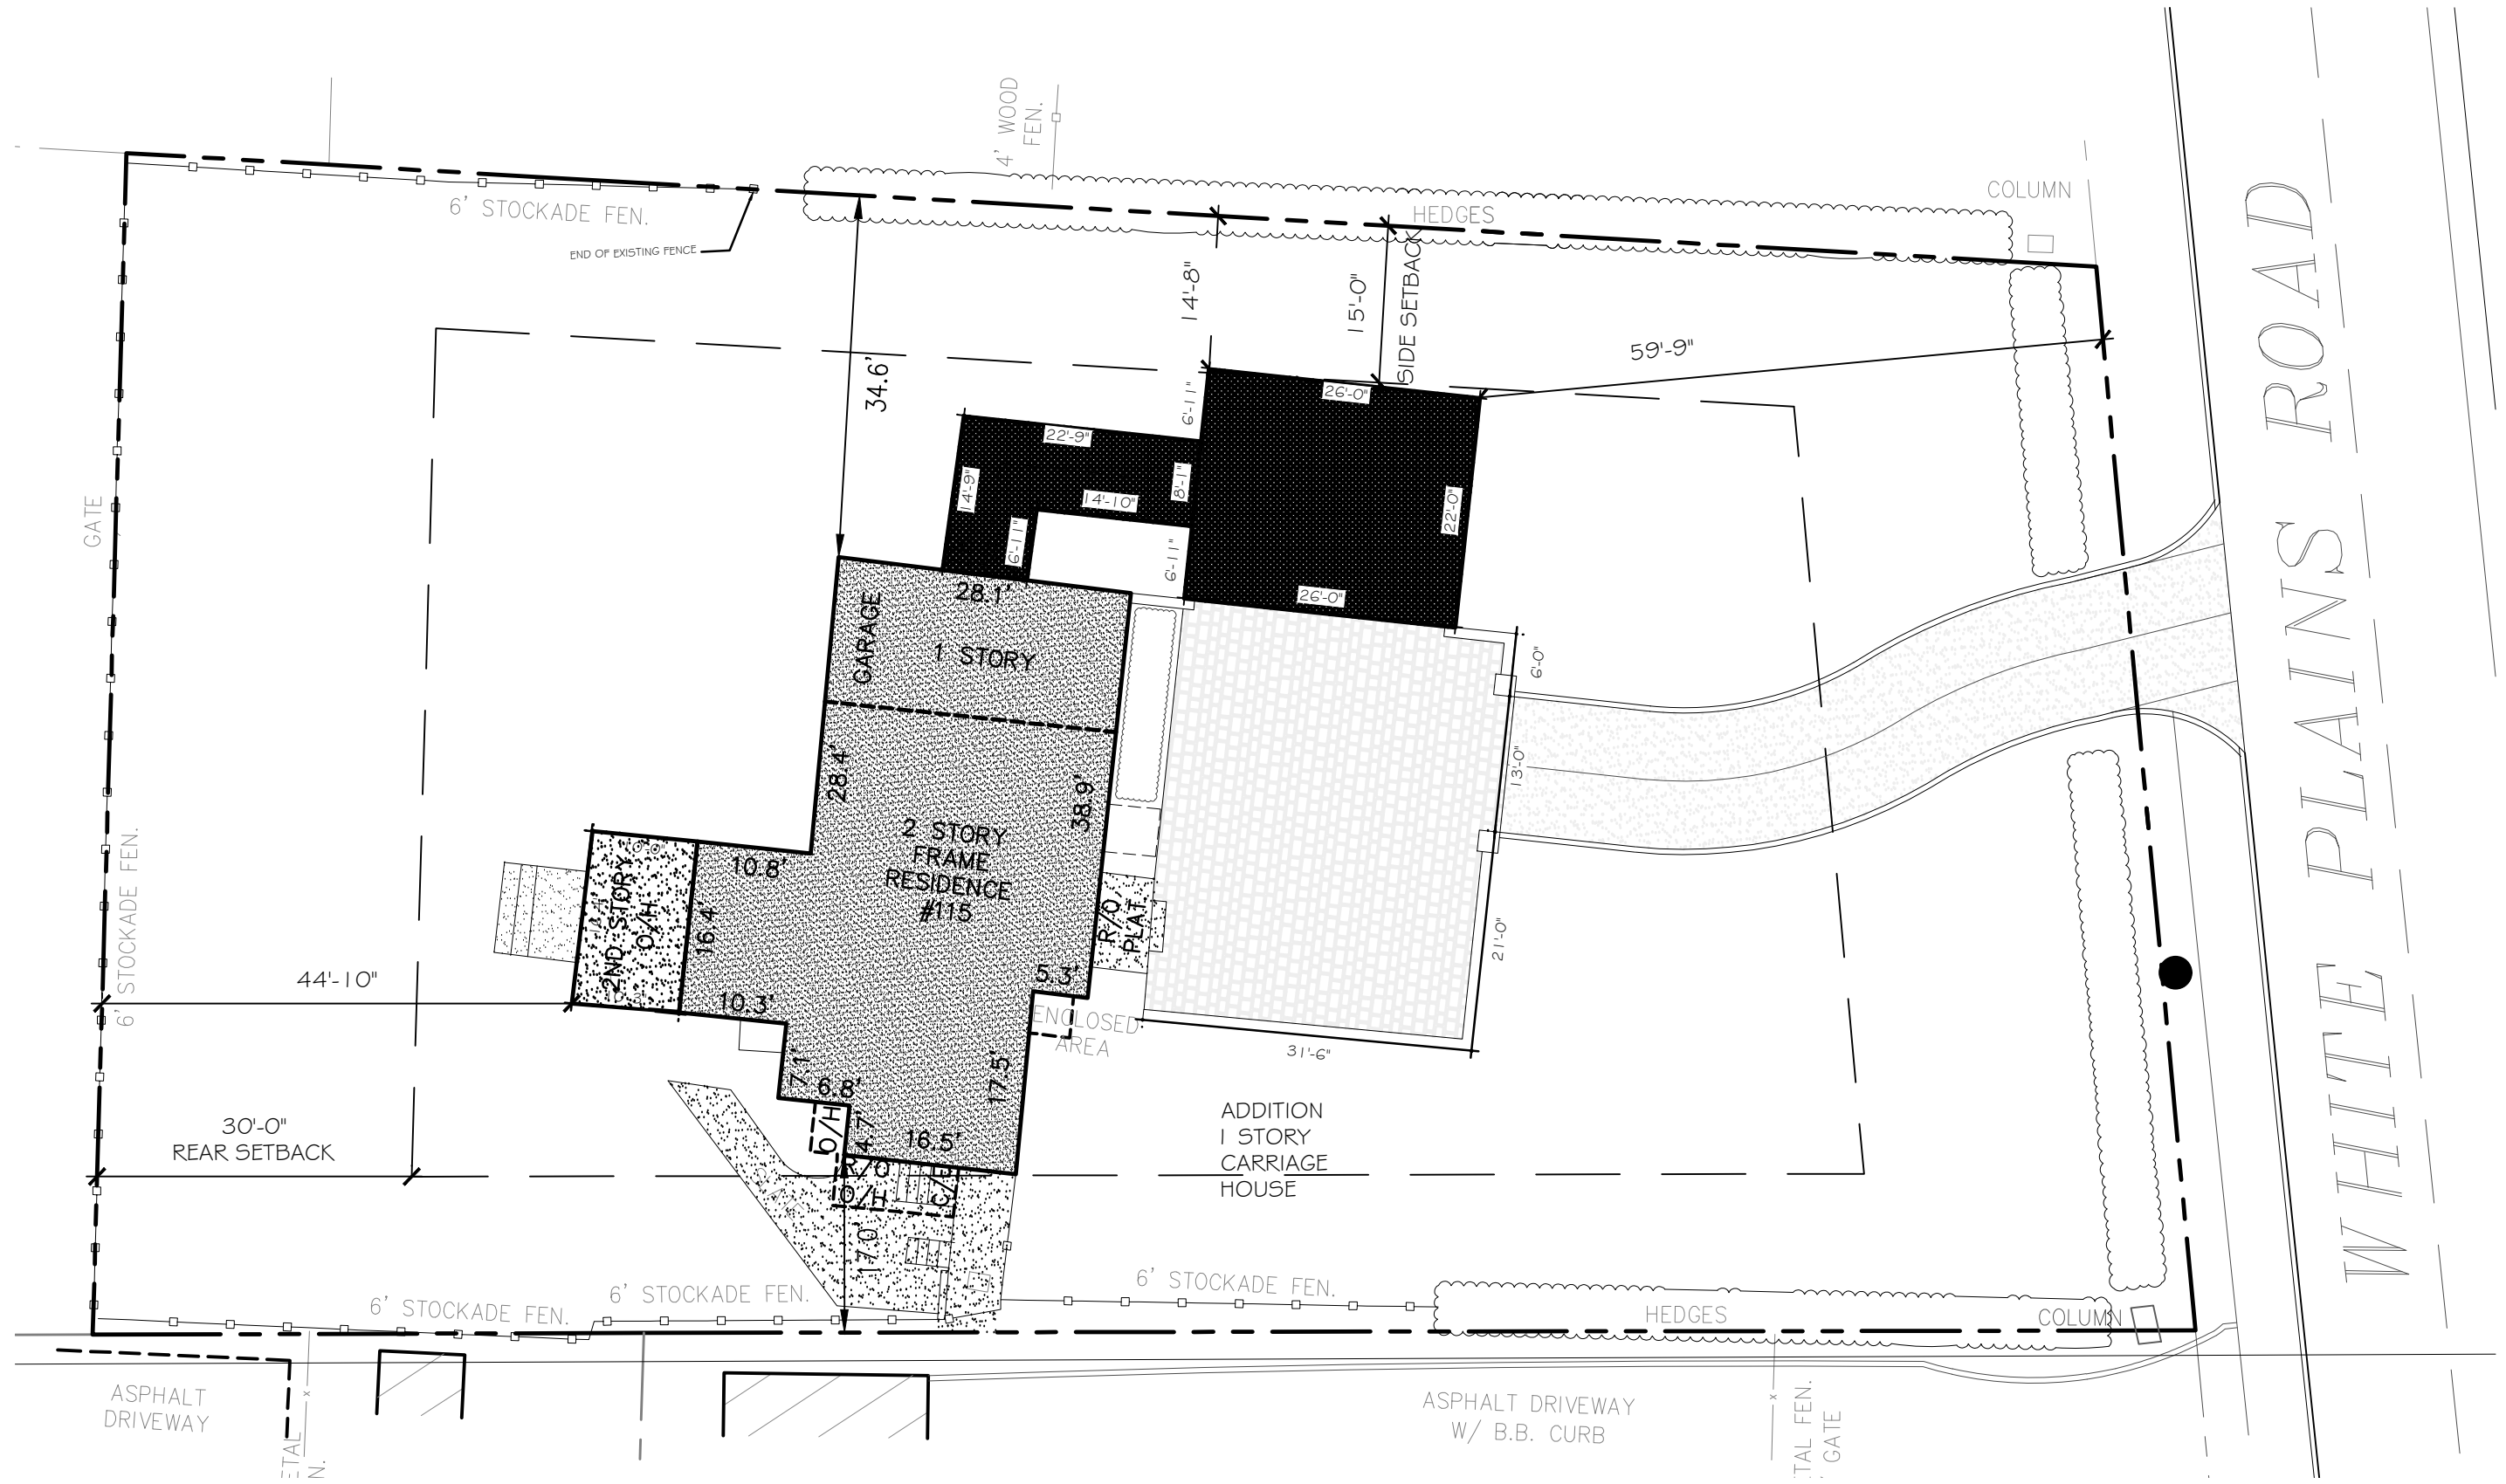 4' WOOD
FEN.
COLUMN
6' STOCKADE FEN.
HEDGES
END OF EXISTING FENCE
14'-8"
15'-0"
SIDE SETBACK
59'-9"
34.6'
6'-11"
26'-0"
22'-9"
14'-9"
14'-10"
8'-1"
22'-0"
6'-11"
6'-11"
26'-0"
GATE
28.1'
GARAGE
1 STORY
6'-0"
28.4'
38.9'
13'-0"
2 STORY
FRAME
RESIDENCE
#115
10.8'
2ND STORY
O/H
16.4'
R/O
PLAT.
21'-0"
6' STOCKADE FEN.
44'-10"
10.3'
5.3'
ENCLOSED
AREA
31'-6"
7.1'
6.8'
17.5'
O/H
4.7'
16.5'
30'-0"
REAR SETBACK
R/O
O/H
C/E
17.0'
ADDITION
1 STORY
CARRIAGE
HOUSE
6' STOCKADE FEN.
6' STOCKADE FEN.
6' STOCKADE FEN.
HEDGES
COLUMN
WHITE PLAINS ROAD
ASPHALT
DRIVEWAY
ASPHALT DRIVEWAY
W/ B.B. CURB
ETAL
N.
ETAL FEN.
GATE